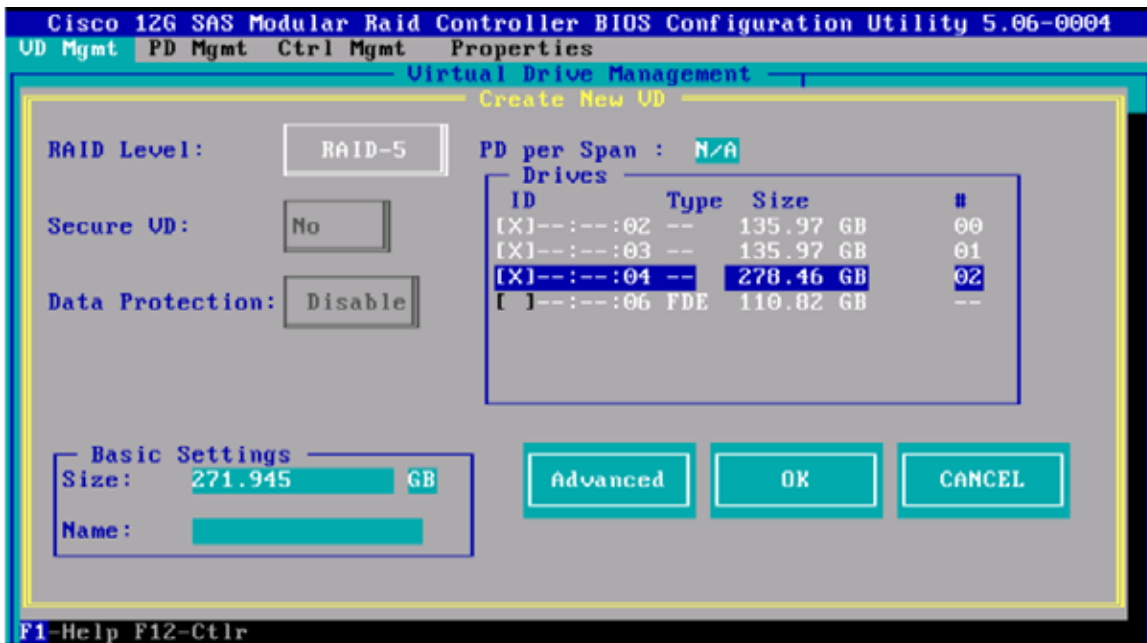 Cisco 12G SAS Modular Raid Controller BIOS Configuration Utility 5.06-0004
VD Mgmt PD Mgmt Ctrl Mgmt Properties
Virtual Drive Management
Create New VD
RAID Level: RAID-5 PD per Span : N/A
Drives
ID Type Size #
Secure VD: No
[X]--:--:02 -- 135.97 GB 00
[X]--:--:03 -- 135.97 GB 01
[X]--:--:04 -- 278.46 GB 02
Data Protection: Disable
[ ]--:--:06 FDE 110.82 GB --
Basic Settings
Size: 271.945 GB
Name:
Advanced OK CANCEL
F1-Help F12-Ctlr